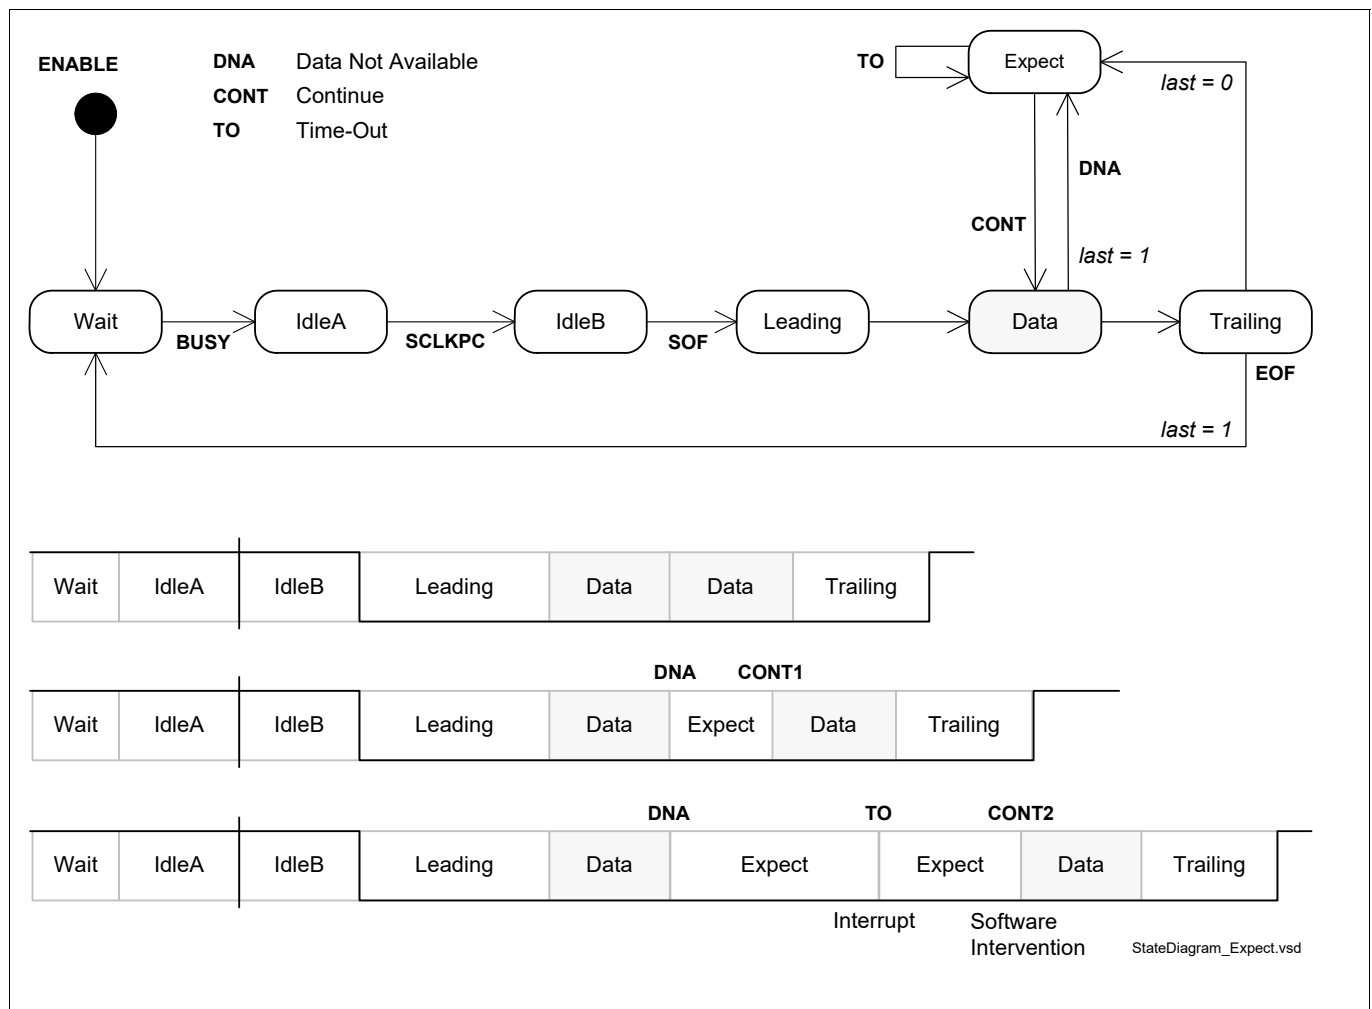 ENABLE
DNA Data Not Available
CONT Continue
TO Time-Out
TO
Expect
last = 0
DNA
CONT
last = 1
Wait
BUSY
IdleA
SCLKPC
IdleB
SOF
Leading
Data
Trailing
EOF
last = 1
Wait IdleA IdleB Leading Data Data Trailing
DNA CONT1
Wait IdleA IdleB Leading Data Expect Data Trailing
DNA TO CONT2
Wait IdleA IdleB Leading Data Expect Expect Data Trailing
Interrupt
Software
Intervention
StateDiagram_Expect.vsd